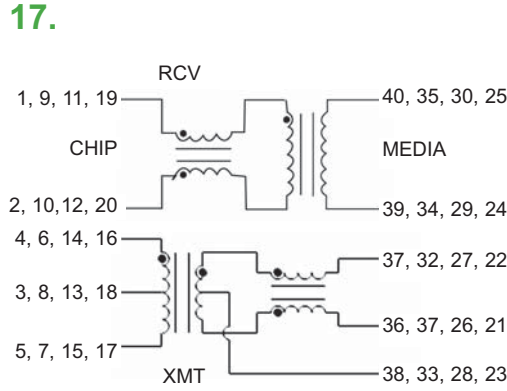 17.
RCV
1, 9, 11, 19
40, 35, 30, 25
CHIP
MEDIA
2, 10,12, 20
39, 34, 29, 24
4, 6, 14, 16
37, 32, 27, 22
3, 8, 13, 18
36, 37, 26, 21
5, 7, 15, 17
XMT
38, 33, 28, 23